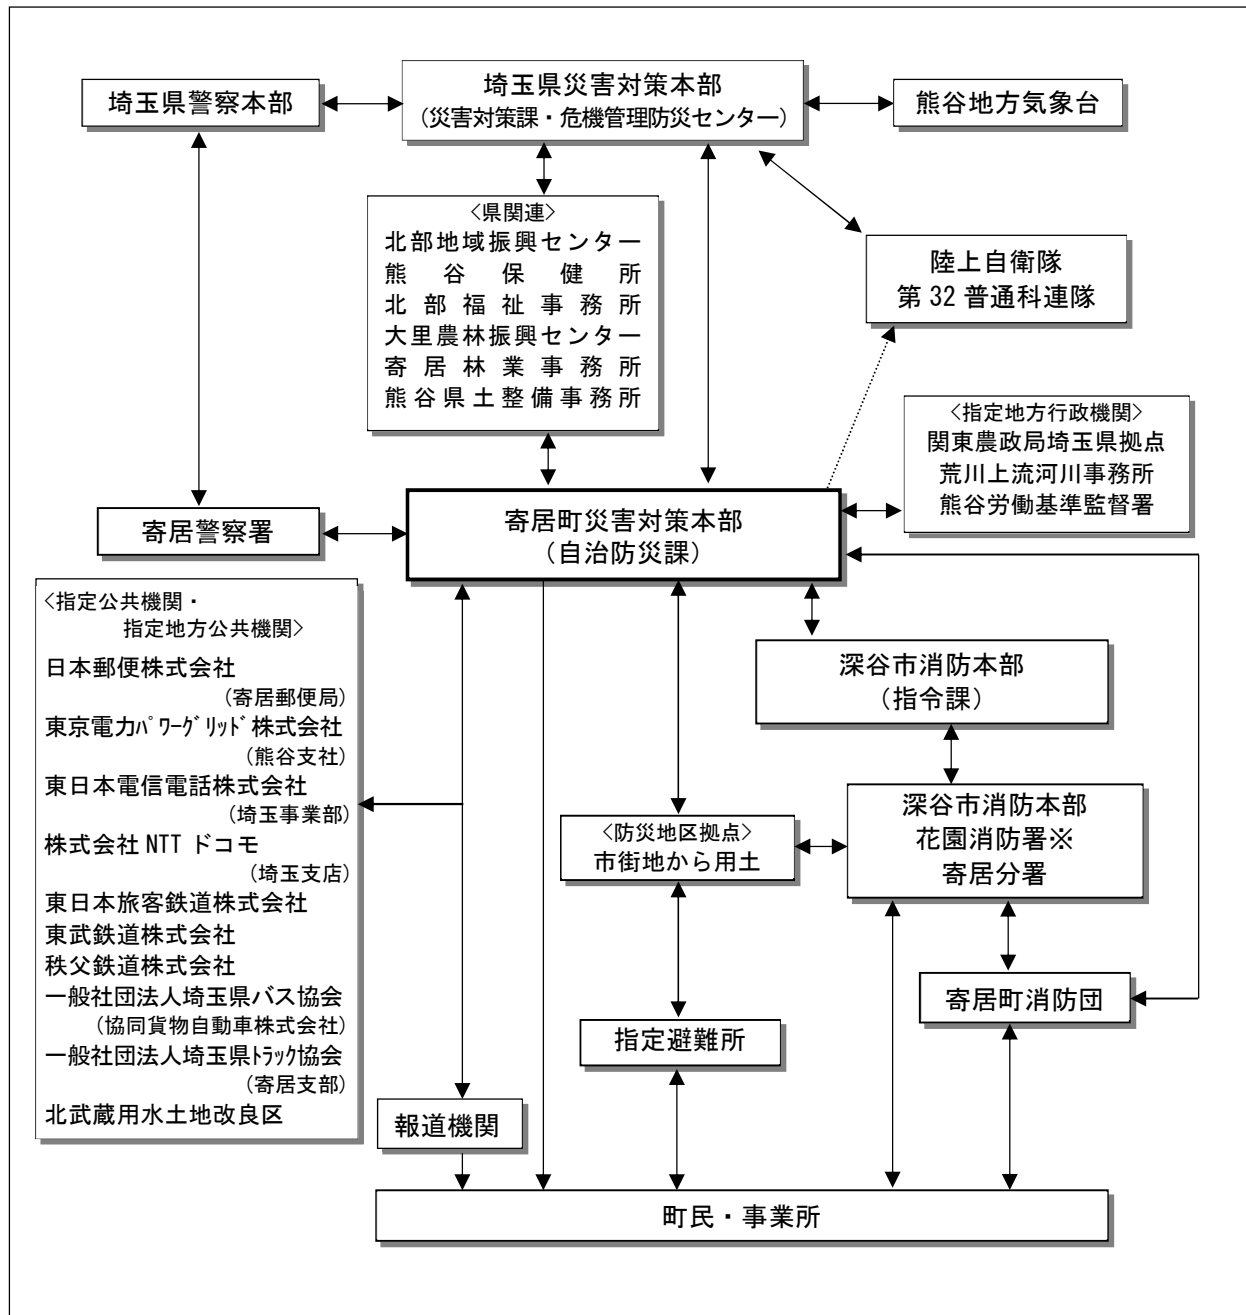 埼玉県警察本部
埼玉県災害対策本部
（災害対策課・危機管理防災センター）
熊谷地方気象台
<県関連>
北部地域振興センター
熊谷保健所
北部福祉事務所
大里農林振興センター
寄居林業事務所
熊谷県土整備事務所
陸上自衛隊
第 32 普通科連隊
<指定地方行政機関>
関東農政局埼玉県拠点
荒川上流河川事務所
熊谷労働基準監督署
寄居警察署
寄居町災害対策本部
（自治防災課）
<指定公共機関・
指定地方公共機関>
日本郵便株式会社
（寄居郵便局）
東京電力ﾊﾟﾜｰｸﾞﾘｯﾄﾞ株式会社
（熊谷支社）
東日本電信電話株式会社
（埼玉事業部）
株式会社 NTT ドコモ
（埼玉支店）
東日本旅客鉄道株式会社
東武鉄道株式会社
秩父鉄道株式会社
一般社団法人埼玉県バス協会
（協同貨物自動車株式会社）
一般社団法人埼玉県ﾄﾗｯｸ協会
（寄居支部）
北武蔵用水土地改良区
深谷市消防本部
（指令課）
<防災地区拠点>
市街地から用土
深谷市消防本部
花園消防署※
寄居分署
寄居町消防団
指定避難所
報道機関
町民・事業所